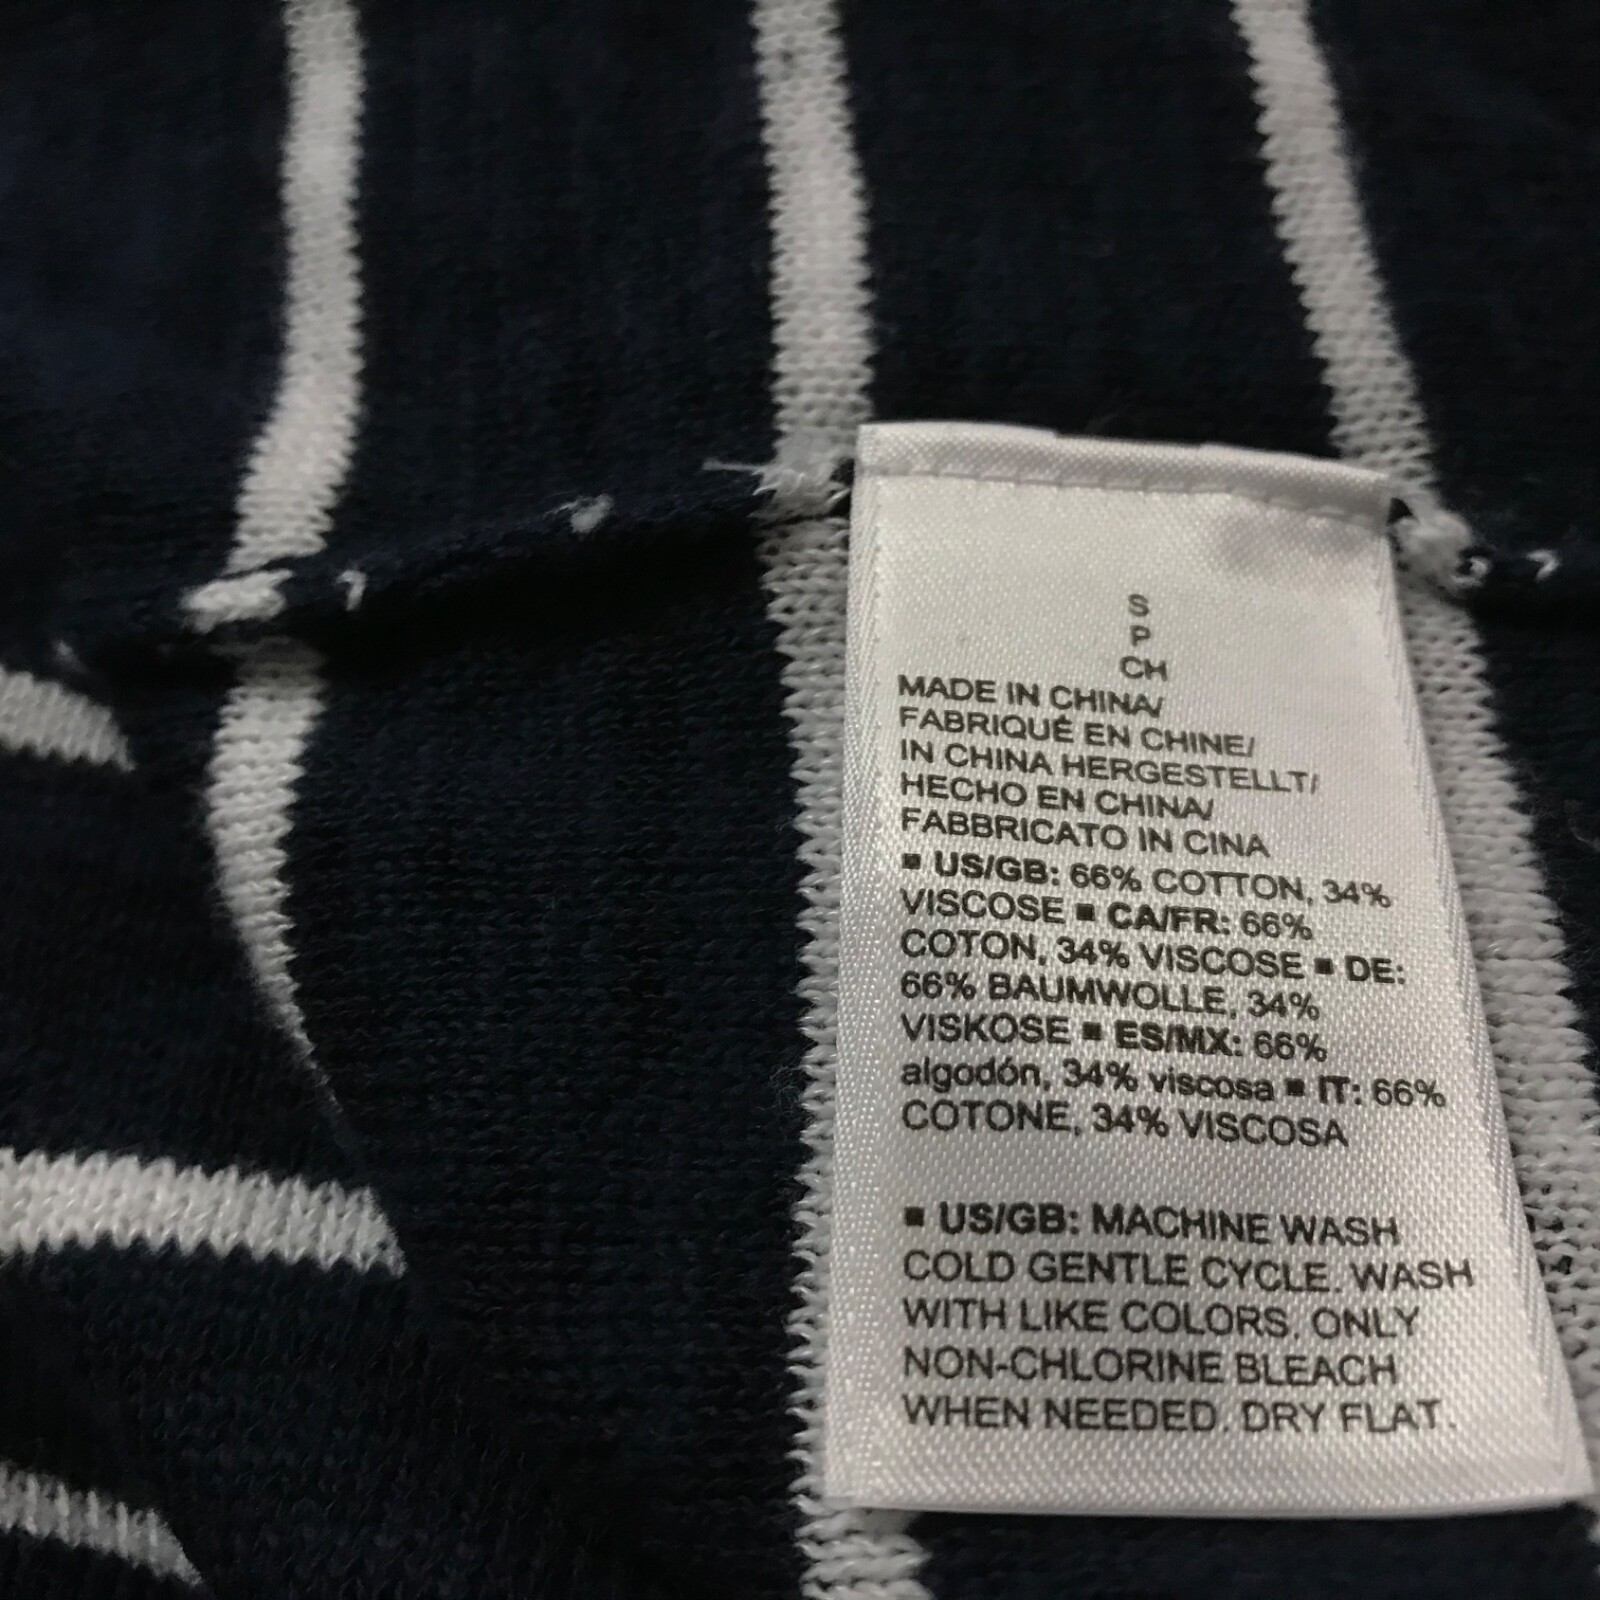 S
P
CH
MADE IN CHINA/
FABRIQUÉ EN CHINE/
IN CHINA HERGESTELLT/
HECHO EN CHINA/
FABBRICATO IN CINA
▪ US/GB: 66% COTTON, 34%
VISCOSE ▪ CA/FR: 66%
COTON, 34% VISCOSE ▪ DE:
66% BAUMWOLLE, 34%
VISKOSE ▪ ES/MX: 66%
algodón, 34% viscosa ▪ IT: 66%
COTONE, 34% VISCOSA
▪ US/GB: MACHINE WASH
COLD GENTLE CYCLE. WASH
WITH LIKE COLORS. ONLY
NON-CHLORINE BLEACH
WHEN NEEDED. DRY FLAT.